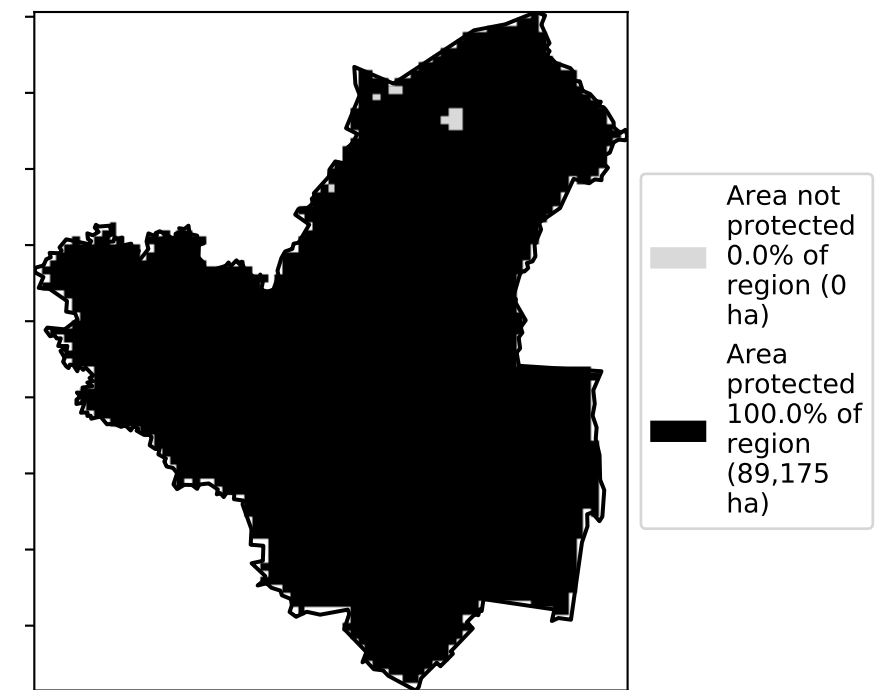 Area not
protected
0.0% of
region (0
ha)
Area
protected
100.0% of
region
(89,175
ha)